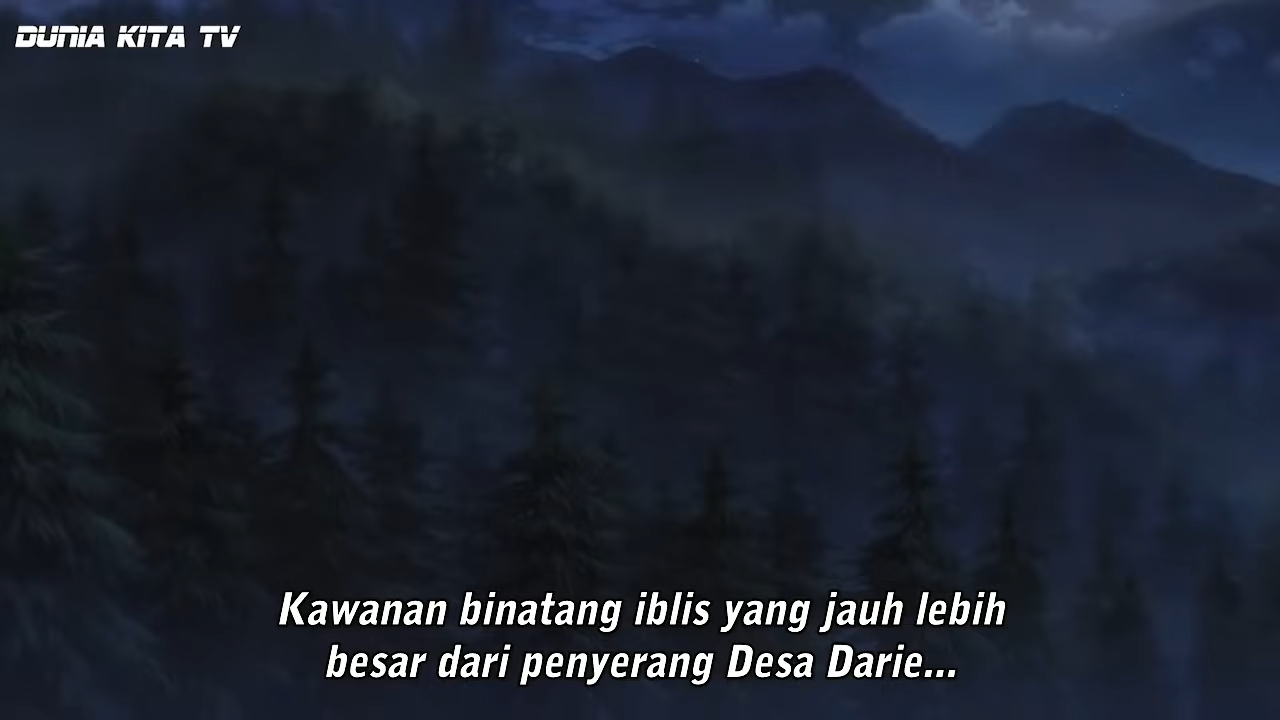 DUNIA KITA TV
Kawanan binatang iblis yang jauh lebih
besar dari penyerang Desa Darie...